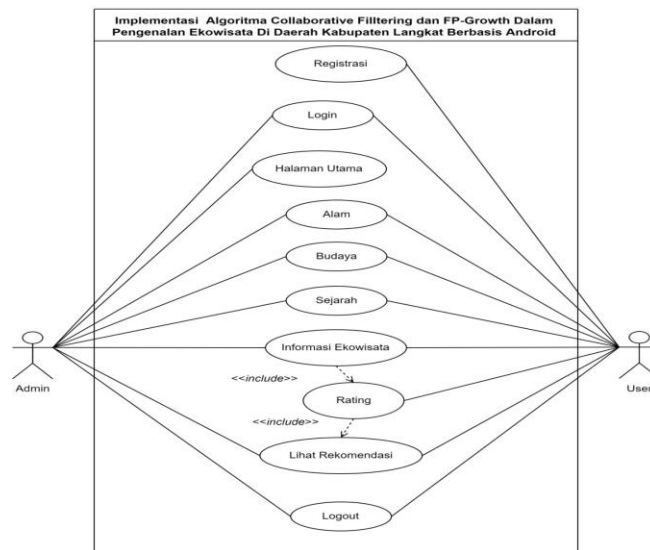 Implementasi Algoritma Collaborative Filltering dan FP-Growth Dalam
Pengenalan Ekowisata Di Daerah Kabupaten Langkat Berbasis Android
Registrasi
Login
Halaman Utama
Alam
Budaya
Sejarah
Informasi Ekowisata
<<include>>
Admin
User
Rating
<<include>>
Lihat Rekomendasi
Logout